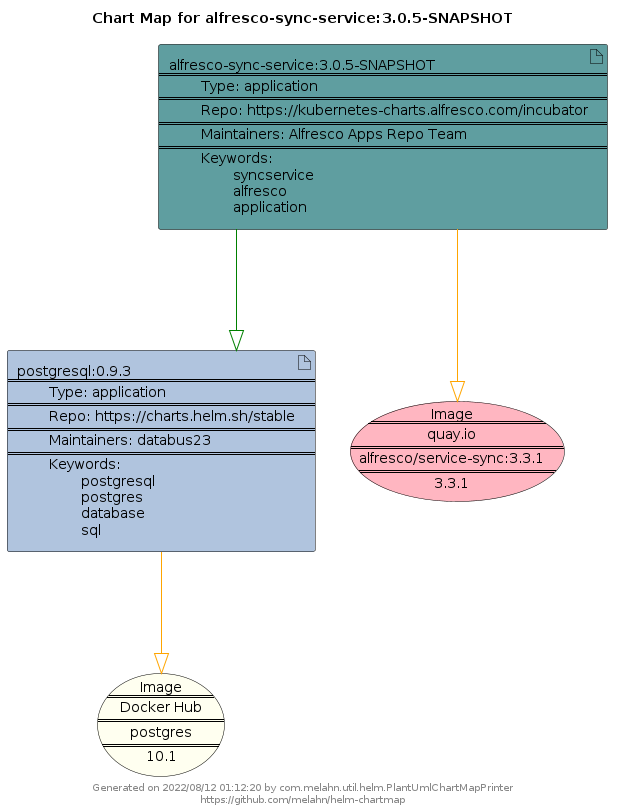 Chart Map for alfresco-sync-service:3.0.5-SNAPSHOT
alfresco-sync-service:3.0.5-SNAPSHOT
Type: application
Repo: https://kubernetes-charts.alfresco.com/incubator
Maintainers: Alfresco Apps Repo Team
Keywords:
syncservice
alfresco
application
postgresql:0.9.3
Type: application
Repo: https://charts.helm.sh/stable
Maintainers: databus23
Keywords:
postgresql
postgres
database
sql
Image
quay.io
alfresco/service-sync:3.3.1
3.3.1
Image
Docker Hub
postgres
10.1
Generated on 2022/08/12 01:12:20 by com.melahn.util.helm.PlantUmlChartMapPrinter
https://github.com/melahn/helm-chartmap